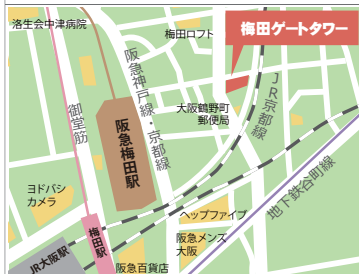 洛生会中津病院
梅田ロフト
梅田ゲートタワー
阪急神戸線・京都線
JR京都線
御堂筋
阪急梅田駅
大阪鶴野町
郵便局
地下鉄谷町線
ヨドバシ
カメラ
ヘップファイブ
梅田駅
阪急メンズ
大阪
JR大阪駅
阪急百貨店